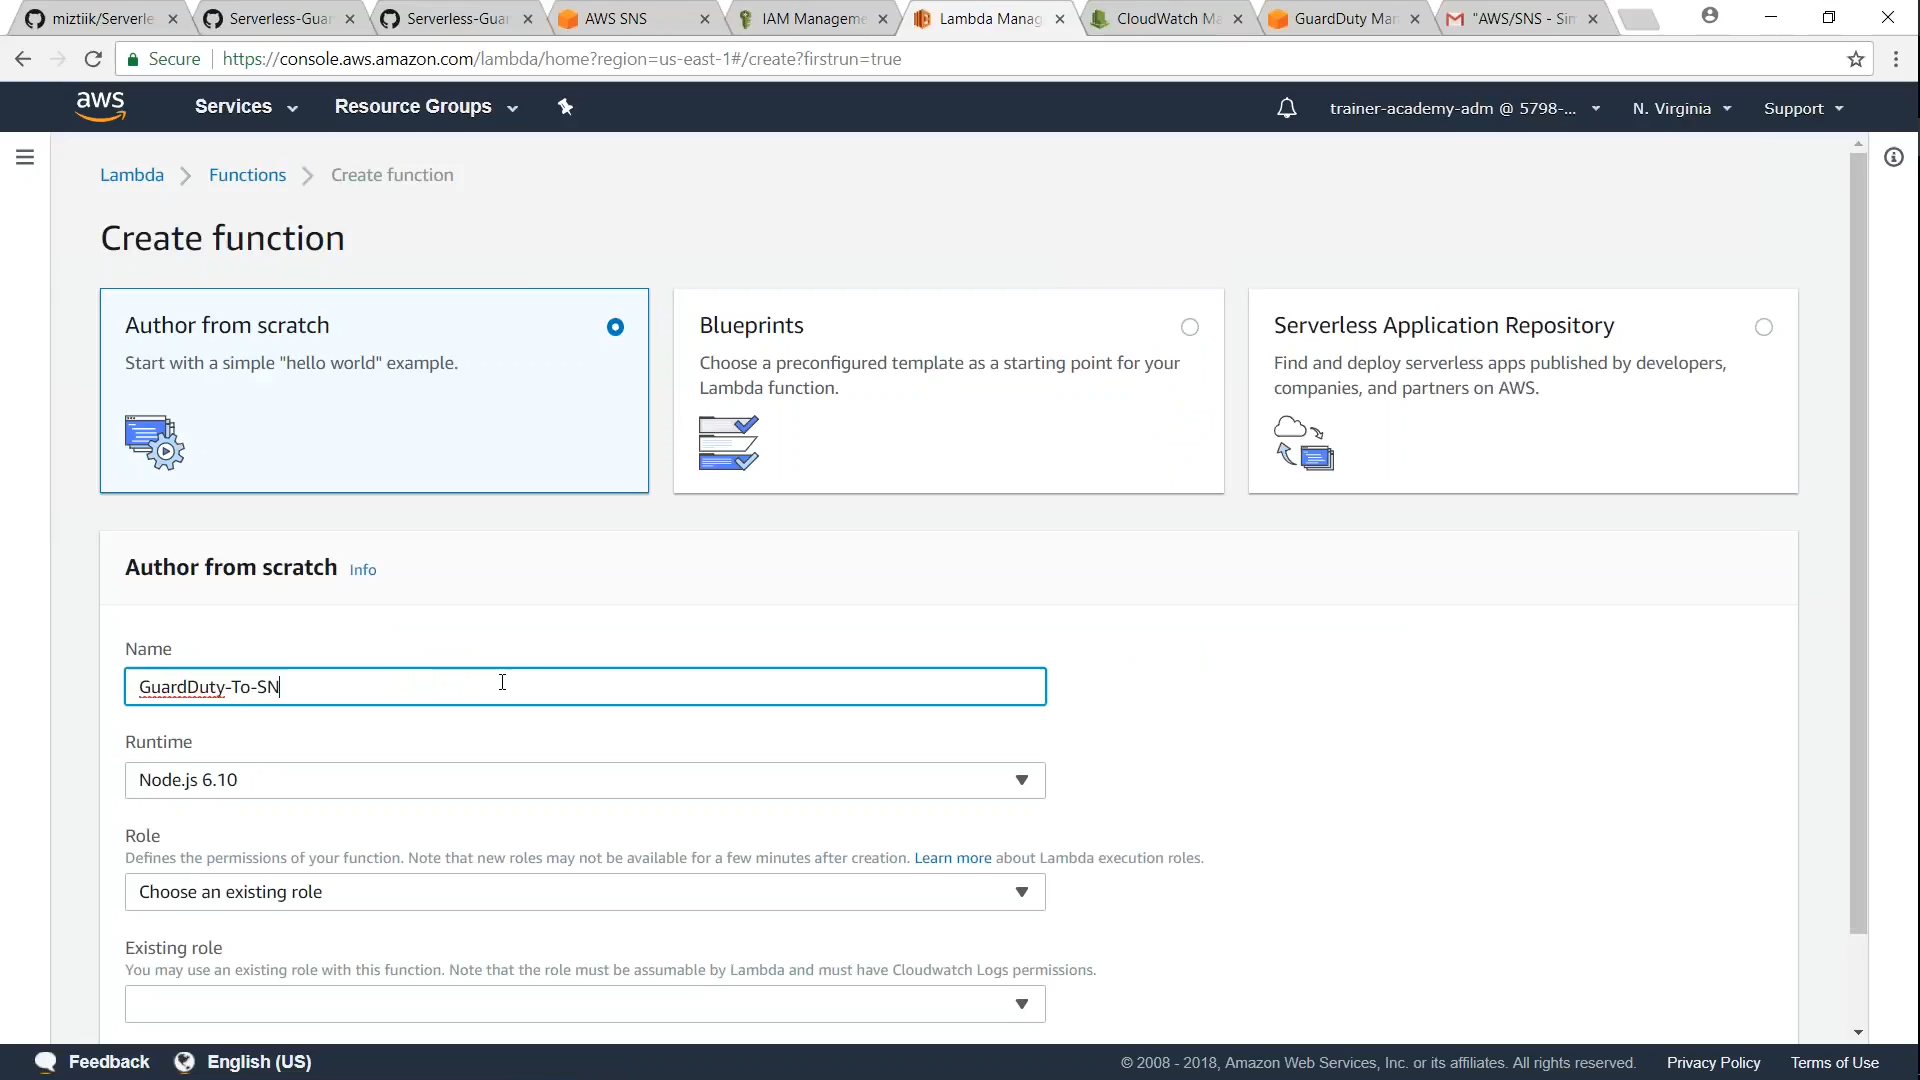 miztiik/Serverle
Serverless-Guar
Serverless-Guar
AWS SNS
IAM Manageme
Lambda Manag
CloudWatch Ma
GuardDuty Man
"AWS/SNS - Sim
Secure
https://console.aws.amazon.com/lambda/home?region=us-east-1#/create?firstrun=true
aws
Services
Resource Groups
trainer-academy-adm @ 5798-...
N. Virginia
Support
Lambda
Functions
Create function
Create function
Author from scratch
Start with a simple "hello world" example.
Blueprints
Choose a preconfigured template as a starting point for your
Lambda function.
Serverless Application Repository
Find and deploy serverless apps published by developers,
companies, and partners on AWS.
Author from scratch Info
Name
GuardDuty-To-SN
Runtime
Node.js 6.10
Role
Defines the permissions of your function. Note that new roles may not be available for a few minutes after creation. Learn more about Lambda execution roles.
Choose an existing role
Existing role
You may use an existing role with this function. Note that the role must be assumable by Lambda and must have Cloudwatch Logs permissions.
Feedback
English (US)
© 2008 - 2018, Amazon Web Services, Inc. or its affiliates. All rights reserved.
Privacy Policy
Terms of Use